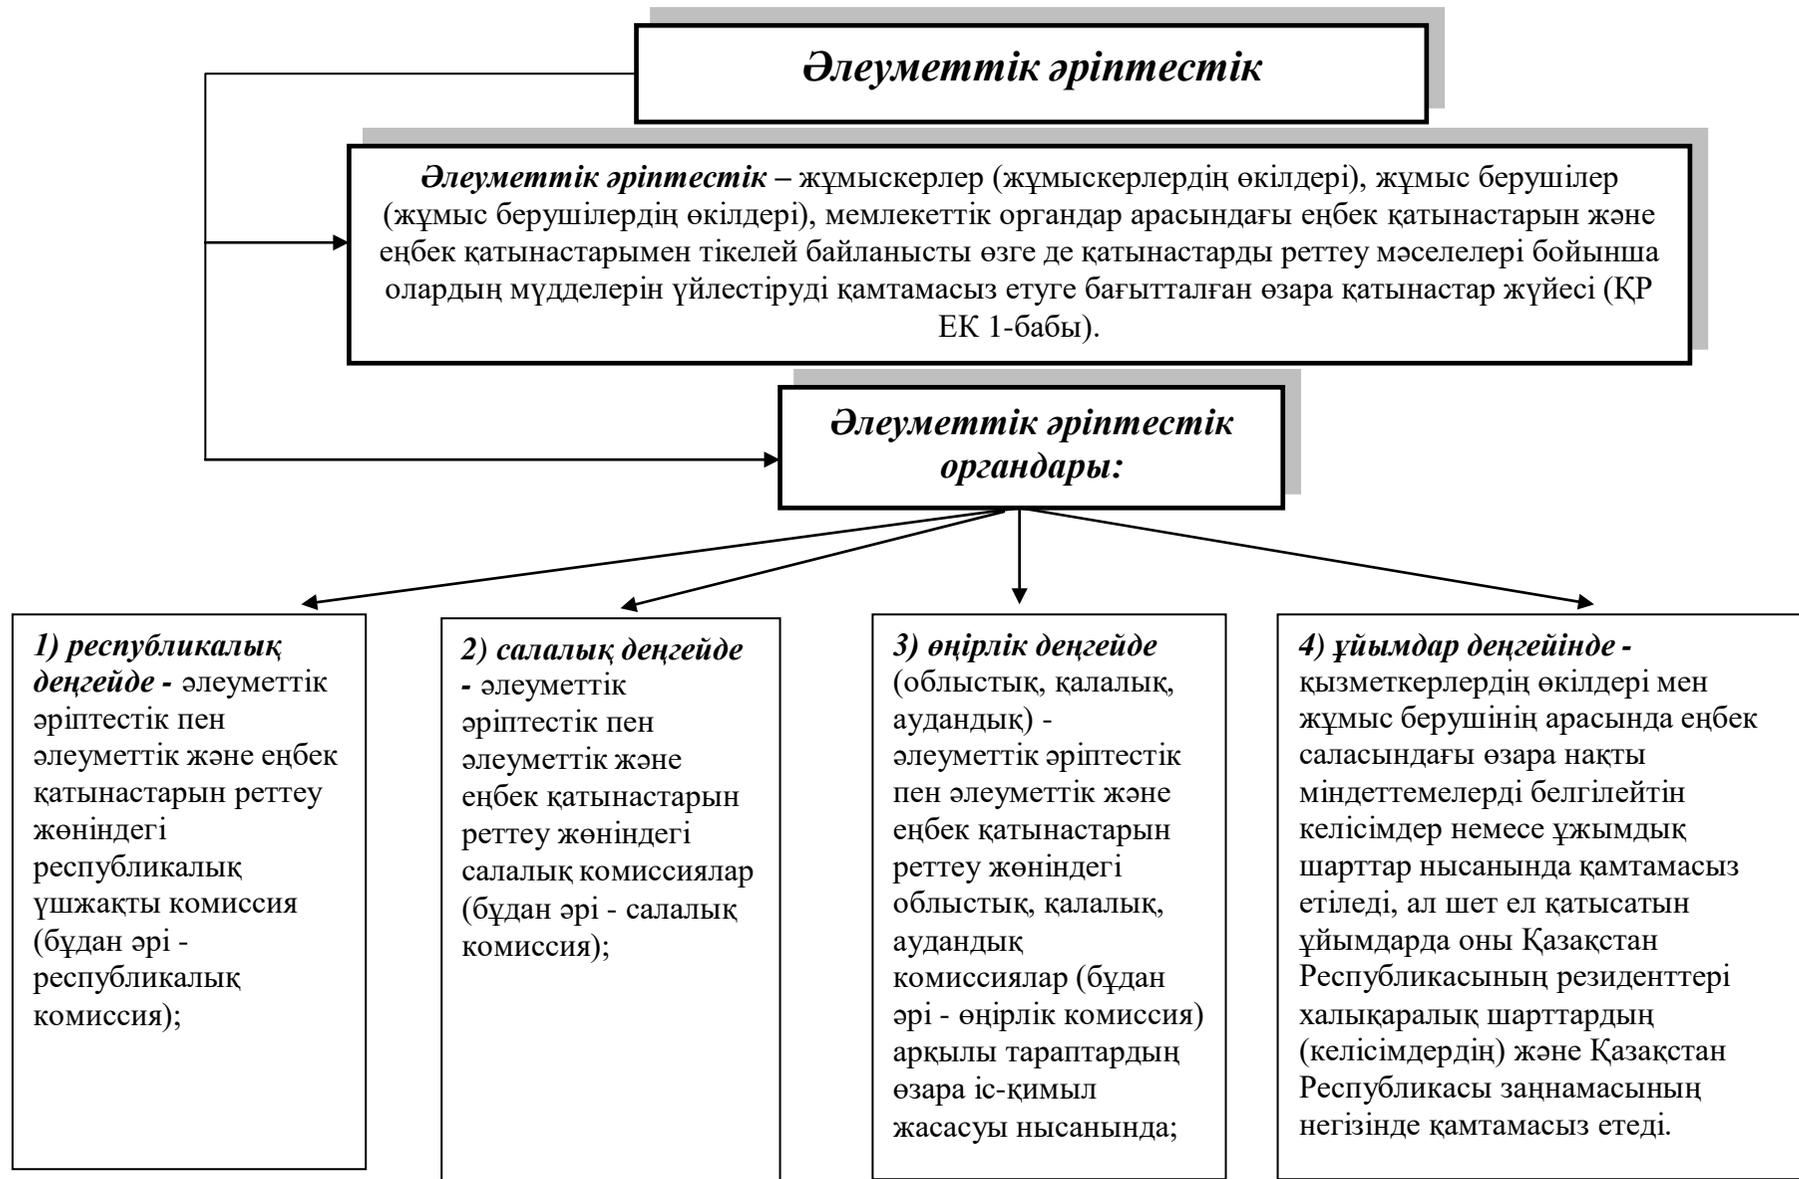 Әлеуметтік әріптестік
Әлеуметтік әріптестік – жұмыскерлер (жұмыскерлердің өкілдері), жұмыс берушілер
(жұмыс берушілердің өкілдері), мемлекеттік органдар арасындағы еңбек қатынастарын және
еңбек қатынастарымен тікелей байланысты өзге де қатынастарды реттеу мәселелері бойынша
олардың мүдделерін үйлестіруді қамтамасыз етуге бағытталған өзара қатынастар жүйесі (ҚР
ЕК 1-бабы).
Әлеуметтік әріптестік
органдары:
1) республикалық
деңгейде - әлеуметтік
әріптестік пен
әлеуметтік және еңбек
қатынастарын реттеу
жөніндегі
республикалық
үшжақты комиссия
(бұдан әрі -
республикалық
комиссия);
2) салалық деңгейде
- әлеуметтік
әріптестік пен
әлеуметтік және
еңбек қатынастарын
реттеу жөніндегі
салалық комиссиялар
(бұдан әрі - салалық
комиссия);
3) өңірлік деңгейде
(облыстық, қалалық,
аудандық) -
әлеуметтік әріптестік
пен әлеуметтік және
еңбек қатынастарын
реттеу жөніндегі
облыстық, қалалық,
аудандық
комиссиялар (бұдан
әрі - өңірлік комиссия)
арқылы тараптардың
өзара іс-қимыл
жасасуы нысанында;
4) ұйымдар деңгейінде -
қызметкерлердің өкілдері мен
жұмыс берушінің арасында еңбек
саласындағы өзара нақты
міндеттемелерді белгілейтін
келісімдер немесе ұжымдық
шарттар нысанында қамтамасыз
етіледі, ал шет ел қатысатын
ұйымдарда оны Қазақстан
Республикасының резиденттері
халықаралық шарттардың
(келісімдердің) және Қазақстан
Республикасы заңнамасының
негізінде қамтамасыз етеді.